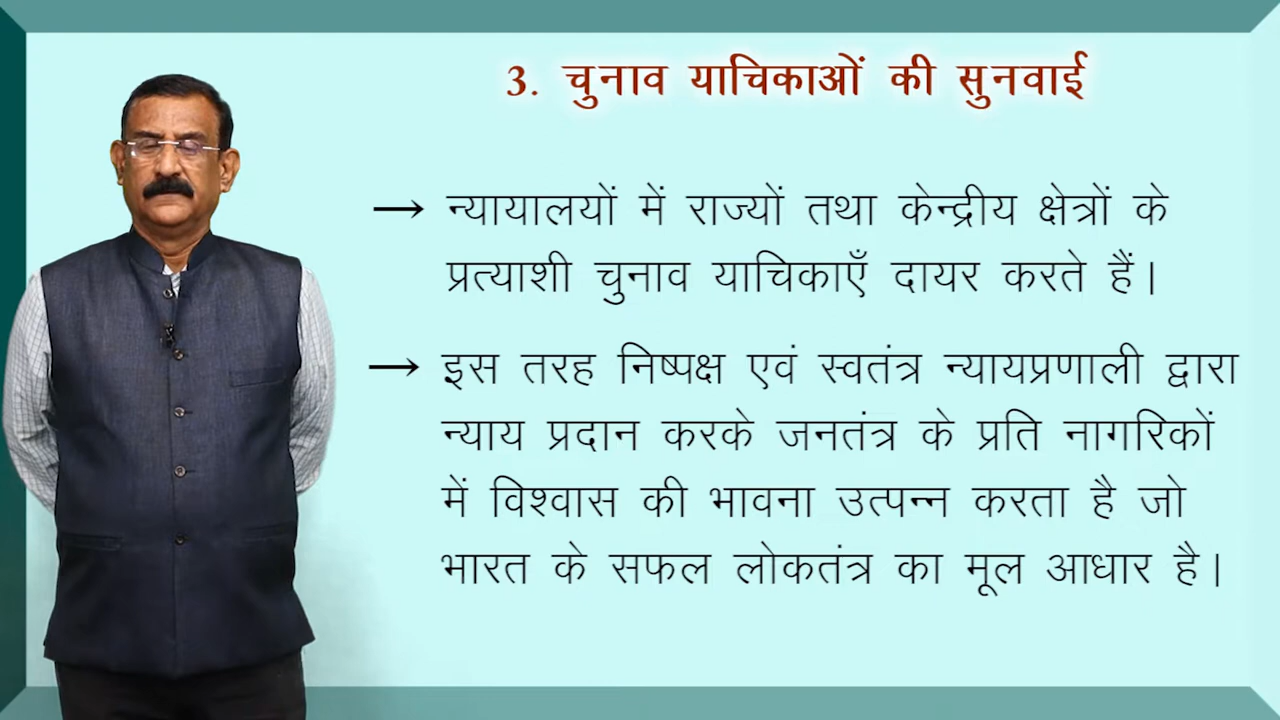 3. चुनाव याचिकाओं की सुनवाई
→ न्यायालयों में राज्यों तथा केन्द्रीय क्षेत्रों के
प्रत्याशी चुनाव याचिकाएँ दायर करते हैं।
→ इस तरह निष्पक्ष एवं स्वतंत्र न्यायप्रणाली द्वारा
न्याय प्रदान करके जनतंत्र के प्रति नागरिकों
में विश्वास की भावना उत्पन्न करता है जो
भारत के सफल लोकतंत्र का मूल आधार है।